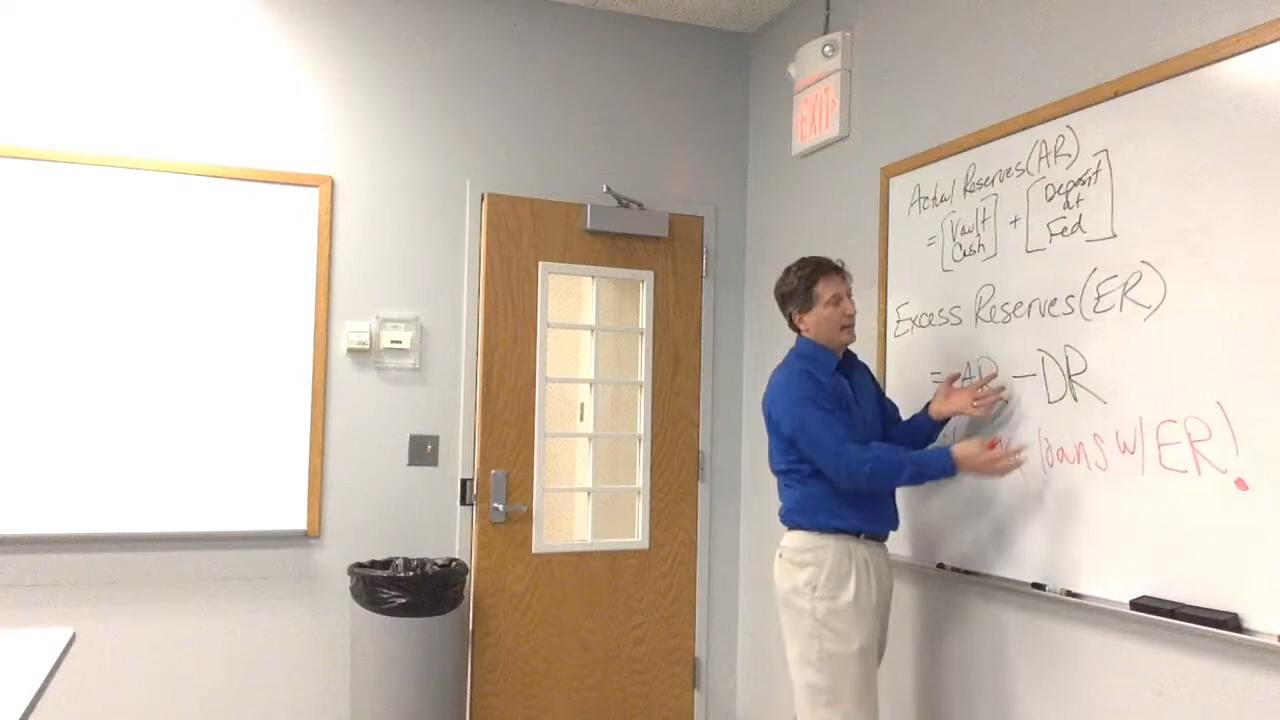 EXIT
Actual Reserves (AR)
= [Vault Cash] + [Deposit at Fed]
Excess Reserves (ER)
= AR - DR
loans w/ ER!